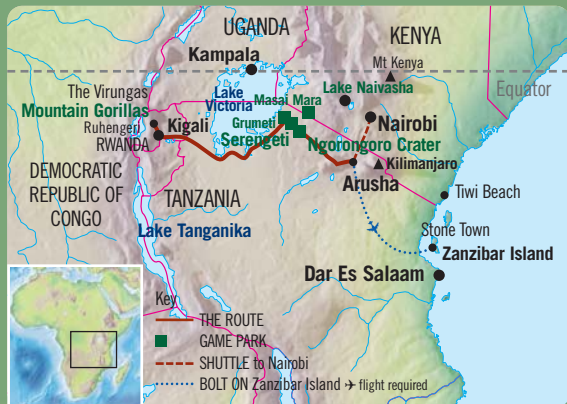 UGANDA
KENYA
Kampala
Mt Kenya
The Virungas
Mountain Gorillas
Lake
Victoria
Masai Mara
Lake Naivasha
Equator
Ruhengeri
Kigali
RWANDA
Grumeti
Serengeti
Nairobi
Ngorongoro Crater
Kilimanjaro
DEMOCRATIC
REPUBLIC OF
CONGO
Arusha
TANZANIA
Tiwi Beach
Lake Tanganika
Stone Town
Zanzibar Island
Dar Es Salaam
Key
THE ROUTE
GAME PARK
SHUTTLE to Nairobi
BOLT ON Zanzibar Island ✈ flight required